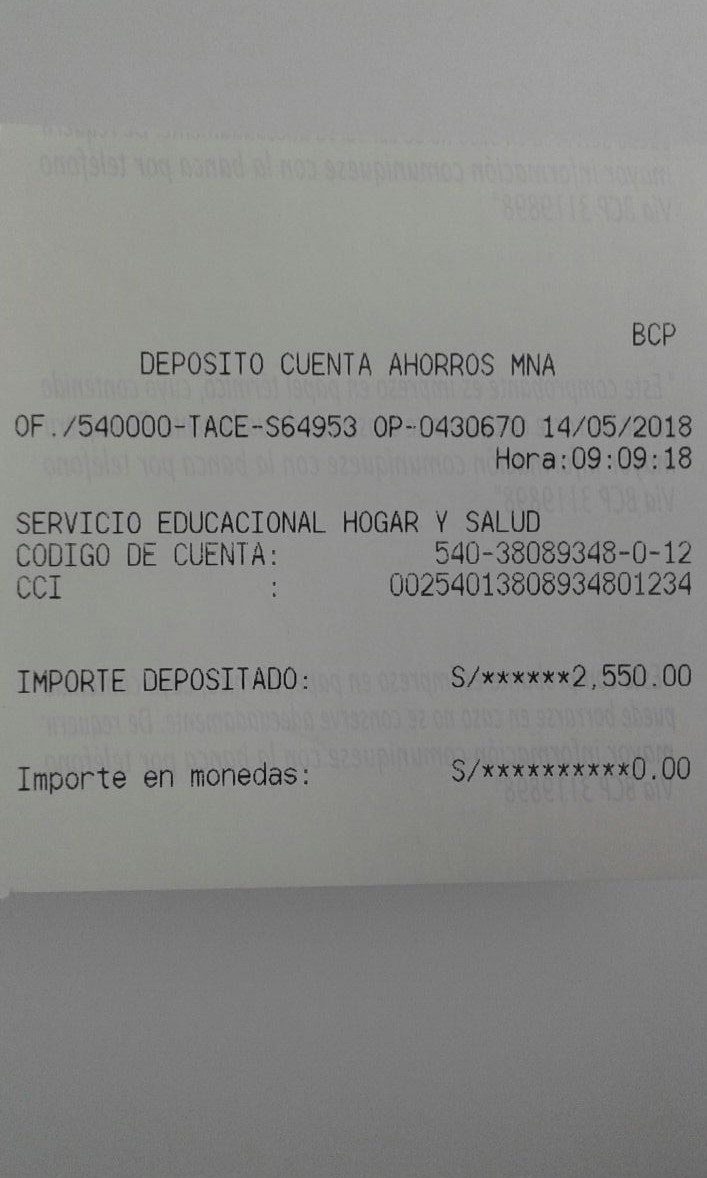 BCP
DEPOSITO CUENTA AHORROS MNA
OF./540000-TACE-S64953 OP-0430670 14/05/2018
Hora:09:09:18
SERVICIO EDUCACIONAL HOGAR Y SALUD
CODIGO DE CUENTA: 540-38089348-0-12
CCI : 00254013808934801234
IMPORTE DEPOSITADO: S/******2,550.00
Importe en monedas: S/**********0.00